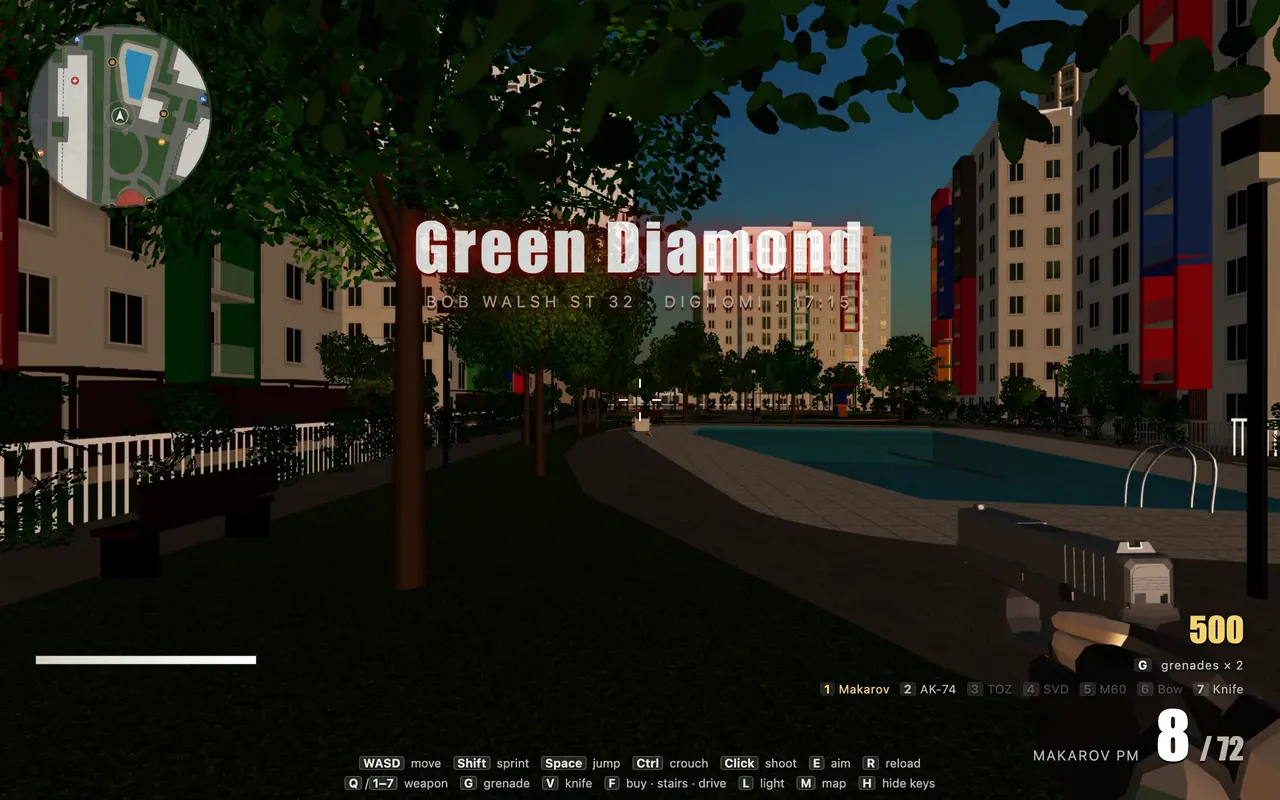 Green Diamond
BOB WALSH ST 32 · DIGHOMI · 17:15
500
G grenades × 2
1 Makarov 2 AK-74 3 TOZ 4 SVD 5 M60 6 Bow 7 Knife
MAKAROV PM 8 / 72
WASD move Shift sprint Space jump Ctrl crouch Click shoot E aim R reload
Q / 1–7 weapon G grenade V knife F buy · stairs · drive L light M map H hide keys